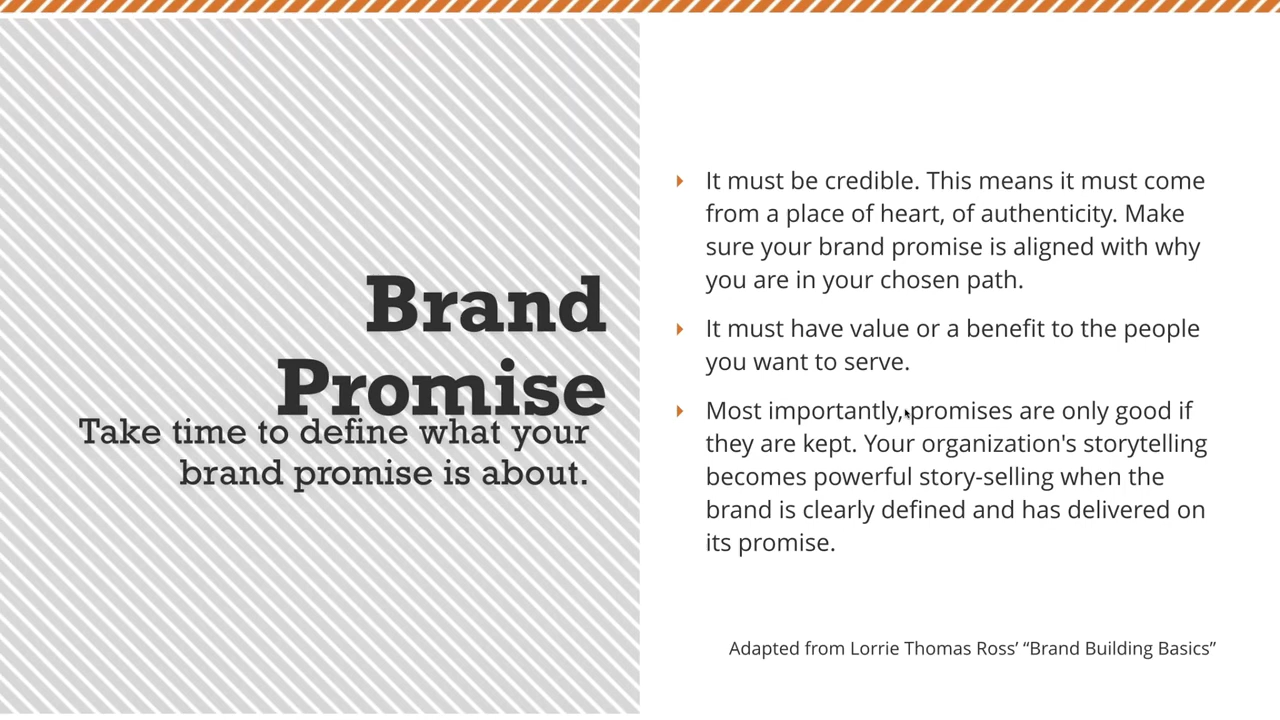 Brand
Promise
Take time to define what your
brand promise is about.
It must be credible. This means it must come
from a place of heart, of authenticity. Make
sure your brand promise is aligned with why
you are in your chosen path.
It must have value or a benefit to the people
you want to serve.
Most importantly, promises are only good if
they are kept. Your organization's storytelling
becomes powerful story-selling when the
brand is clearly defined and has delivered on
its promise.
Adapted from Lorrie Thomas Ross’ “Brand Building Basics”